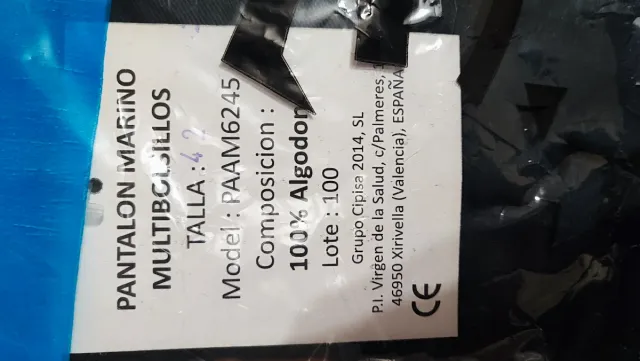 PANTALON MARINO
MULTIBOLSILLOS
TALLA : 42
Model : PAAM6245
Composicion :
100% Algodon
Lote : 100
Grupo Cipisa 2014, SL
P.I. Virgen de la Salud, c/Palmeres,
46950 Xirivella (Valencia), ESPAÑA
CE